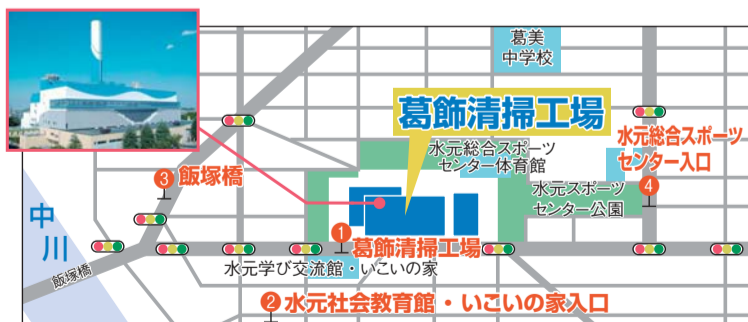 葛美
中学校
葛飾清掃工場
水元総合スポーツ
センター体育館
水元総合スポーツ
センター入口
4
水元スポーツ
センター公園
3 飯塚橋
中川
飯塚橋
1 葛飾清掃工場
水元学び交流館・いこいの家
2 水元社会教育館・いこいの家入口